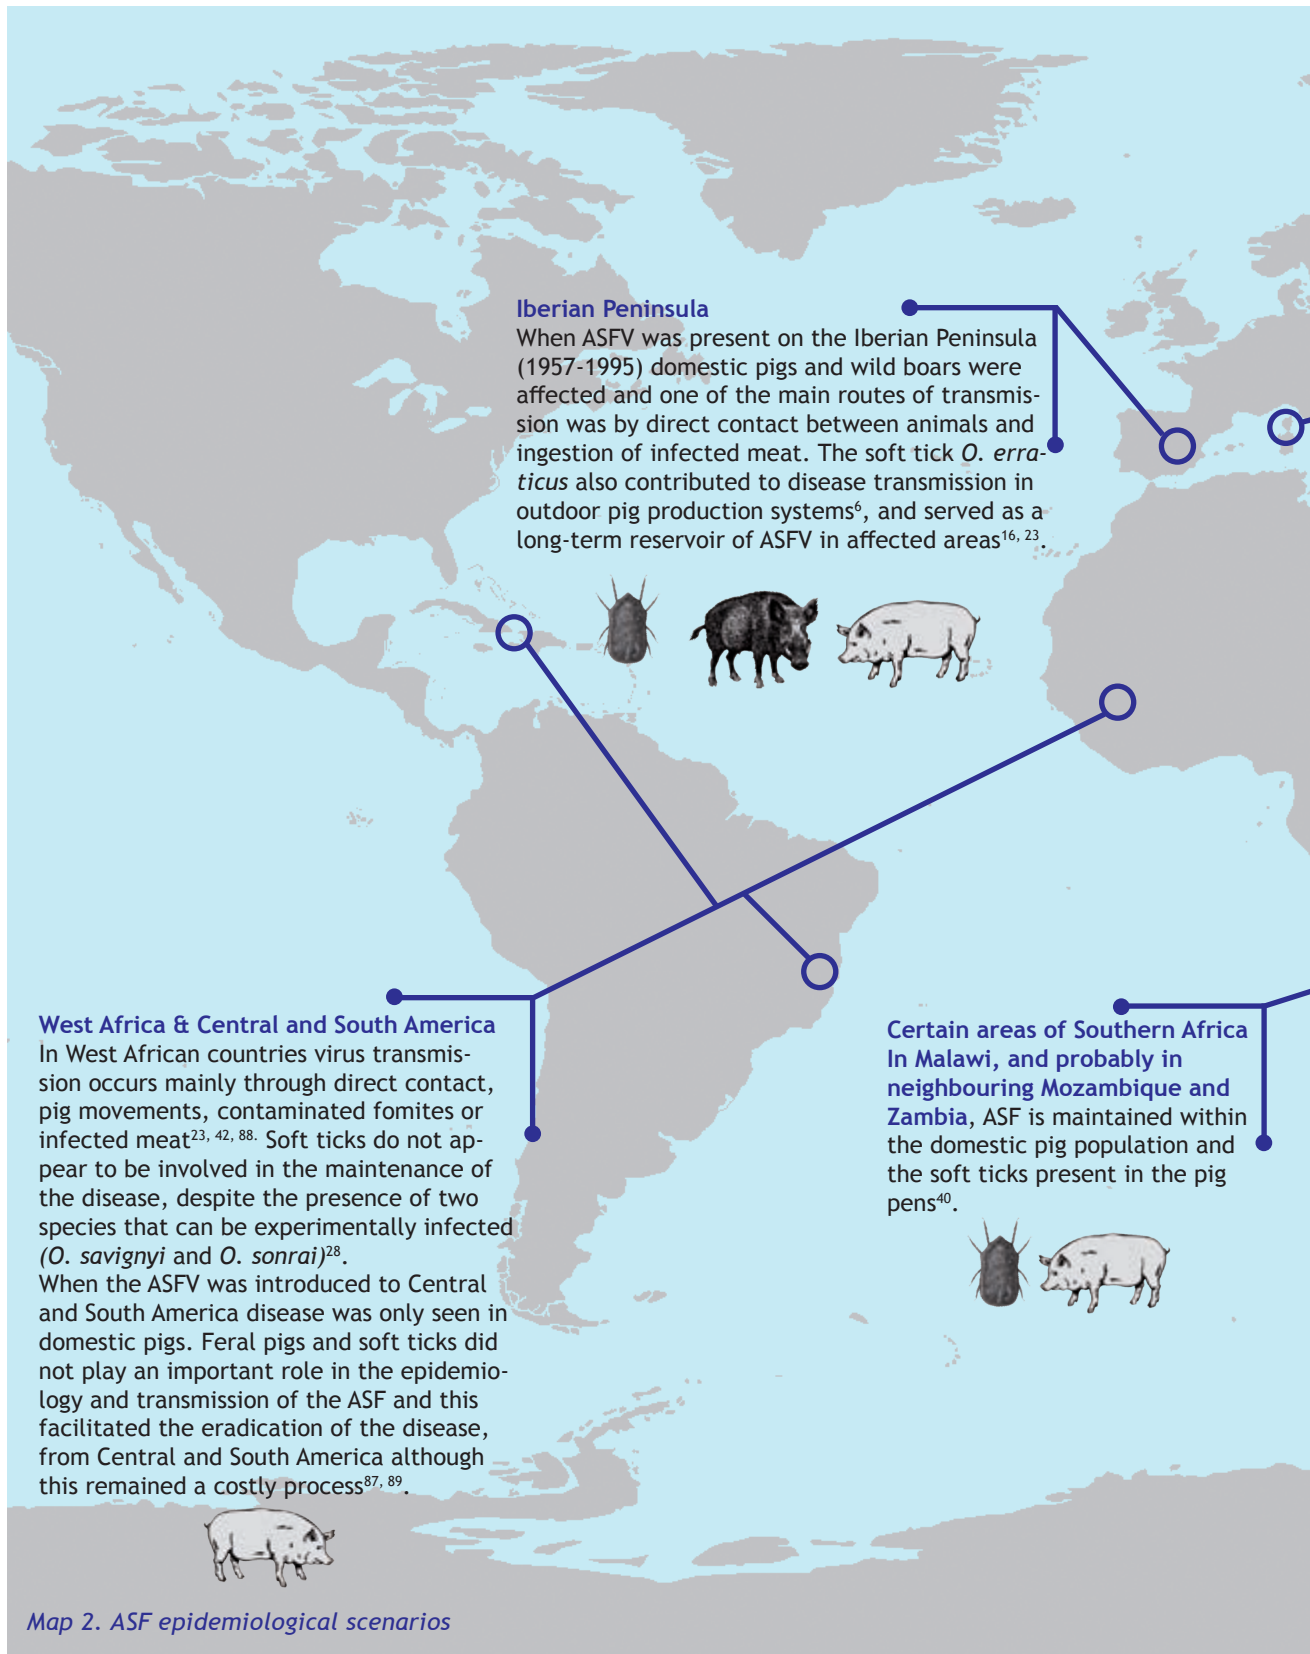 Iberian Peninsula
When ASFV was present on the Iberian Peninsula
(1957-1995) domestic pigs and wild boars were
affected and one of the main routes of transmis-
sion was by direct contact between animals and
ingestion of infected meat. The soft tick O. erra-
ticus also contributed to disease transmission in
outdoor pig production systems⁶, and served as a
long-term reservoir of ASFV in affected areas¹⁶, ²³.
West Africa & Central and South America
In West African countries virus transmis-
sion occurs mainly through direct contact,
pig movements, contaminated fomites or
infected meat²³, ⁴², ⁸⁸. Soft ticks do not ap-
pear to be involved in the maintenance of
the disease, despite the presence of two
species that can be experimentally infected
(O. savignyi and O. sonrai)²⁸.
When the ASFV was introduced to Central
and South America disease was only seen in
domestic pigs. Feral pigs and soft ticks did
not play an important role in the epidemio-
logy and transmission of the ASF and this
facilitated the eradication of the disease,
from Central and South America although
this remained a costly process⁸⁷, ⁸⁹.
Certain areas of Southern Africa
In Malawi, and probably in
neighbouring Mozambique and
Zambia, ASF is maintained within
the domestic pig population and
the soft ticks present in the pig
pens⁴⁰.
Map 2. ASF epidemiological scenarios